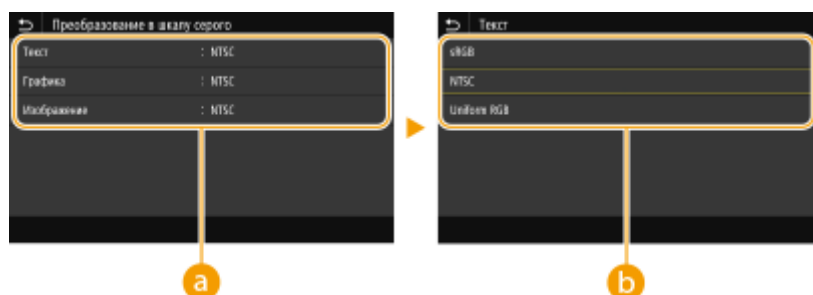 Преобразование в шкалу серого
Текст : NTSC
Графика : NTSC
Изображение : NTSC
a
Текст
sRGB
NTSC
Uniform RGB
b